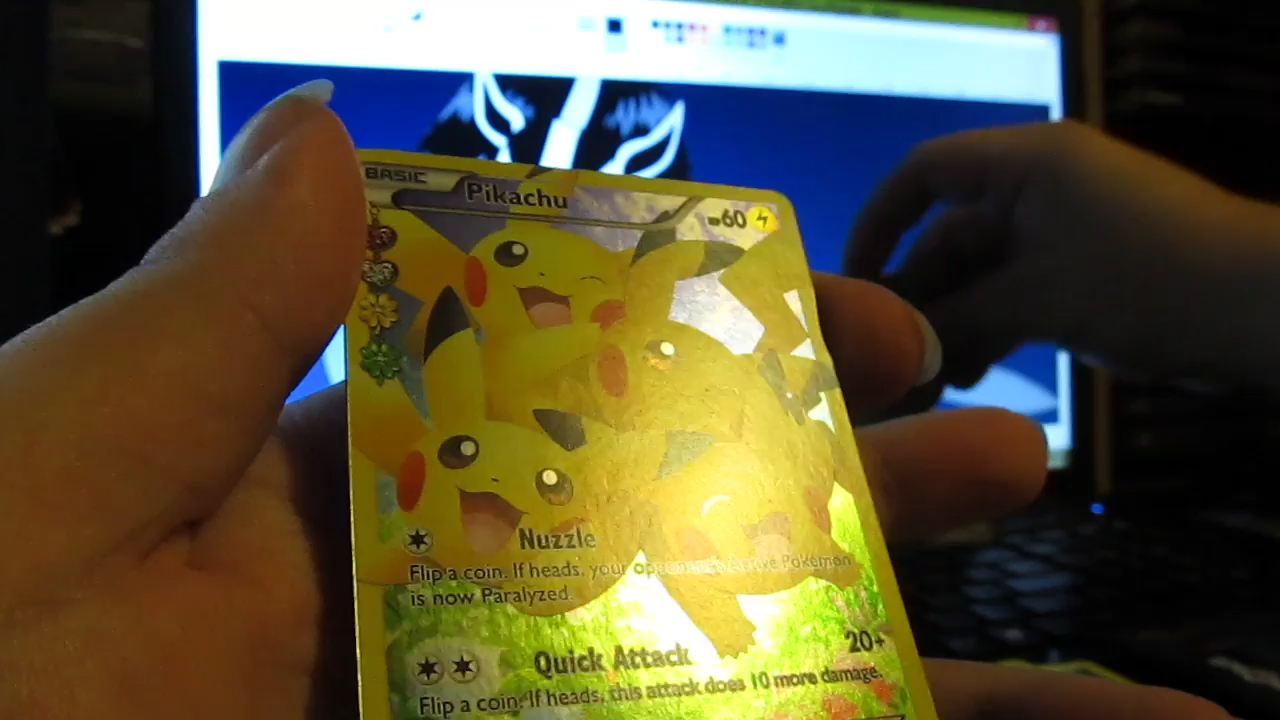 BASIC Pikachu HP60
Nuzzle
Flip a coin. If heads, your opponent's Active Pokémon
is now Paralyzed.
Quick Attack 20+
Flip a coin. If heads, this attack does 10 more damage.